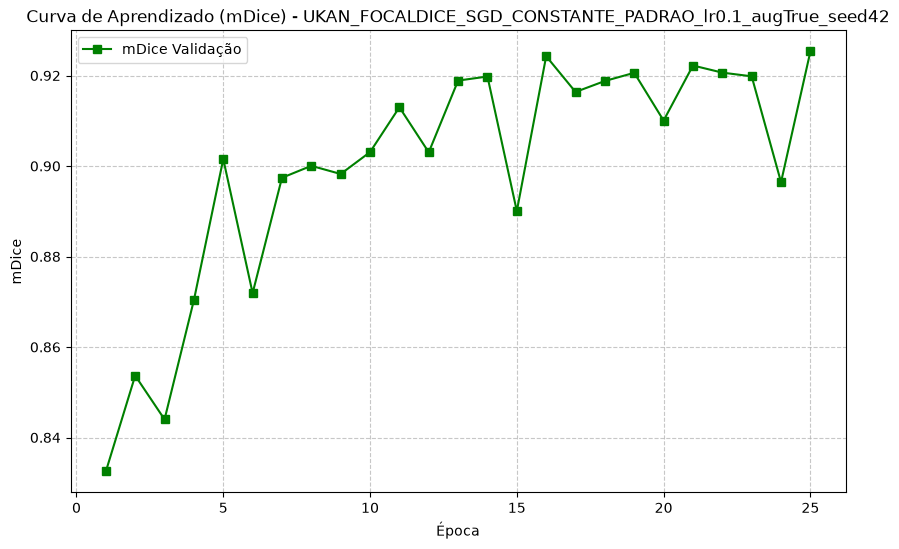 Curva de Aprendizado (mDice) - UKAN_FOCALDICE_SGD_CONSTANTE_PADRAO_lr0.1_augTrue_seed42
mDice Validação
0.92
0.90
0.88
0.86
0.84
mDice
0 5 10 15 20 25
Época